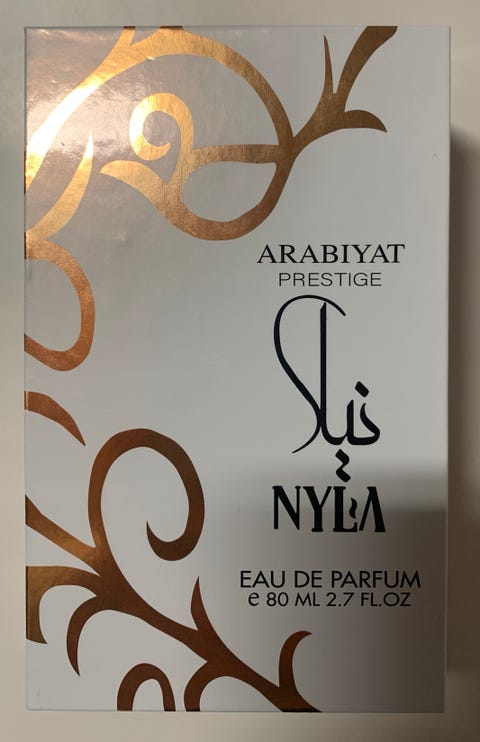 ARABIYAT
PRESTIGE
نيلا
NYLA
EAU DE PARFUM
e 80 ML 2.7 FL.OZ